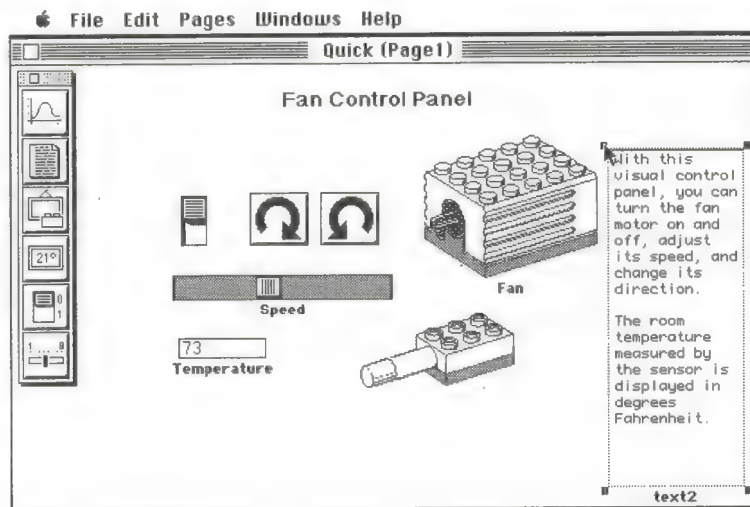 File Edit Pages Windows Help
Quick (Page1)
Fan Control Panel
21°
0
1
1...8
Speed
73
Temperature
Fan
With this
visual control
panel, you can
turn the fan
motor on and
off, adjust
its speed, and
change its
direction.
The room
temperature
measured by
the sensor is
displayed in
degrees
Fahrenheit.
text2